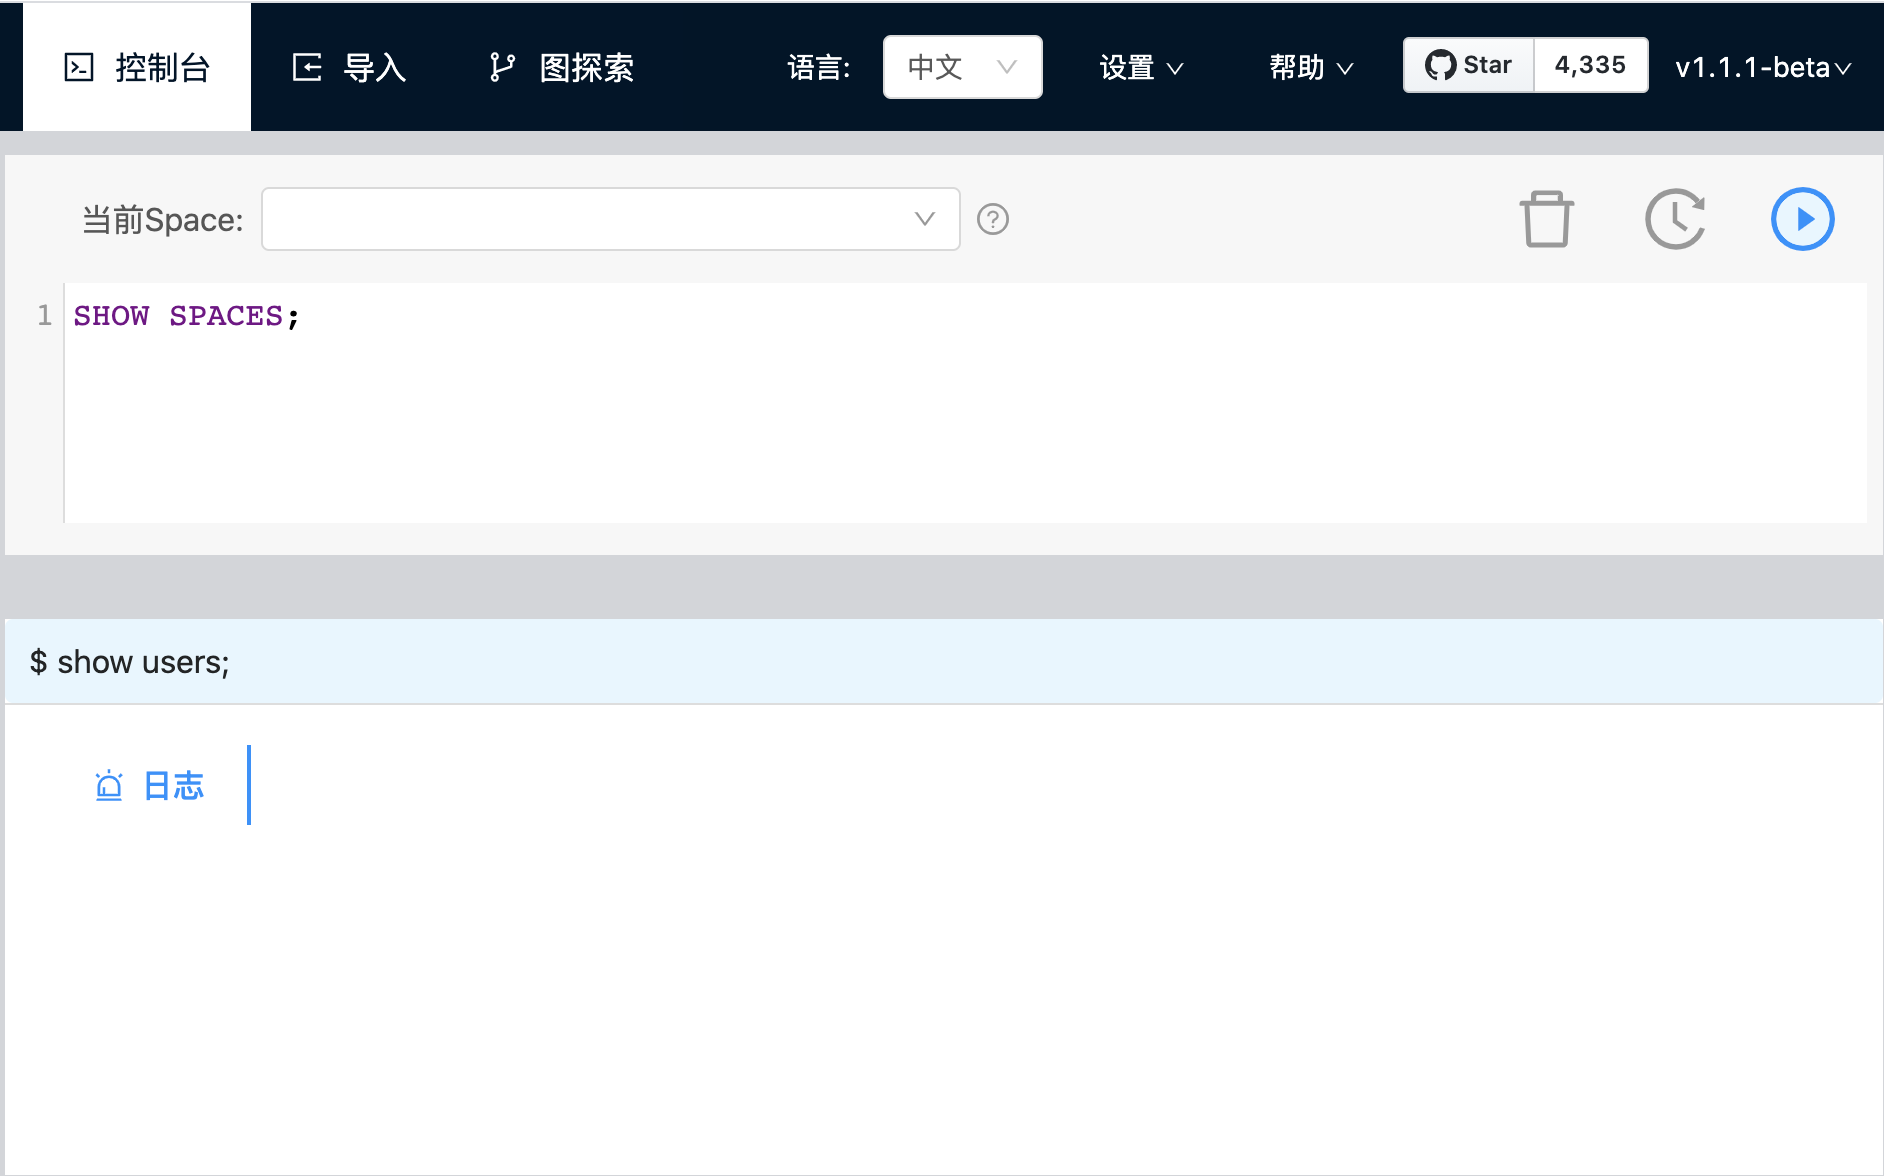 控制台 导入 图探索 语言: 中文 设置 帮助 Star 4,335 v1.1.1-beta
当前Space:
1 SHOW SPACES;
$ show users;
日志